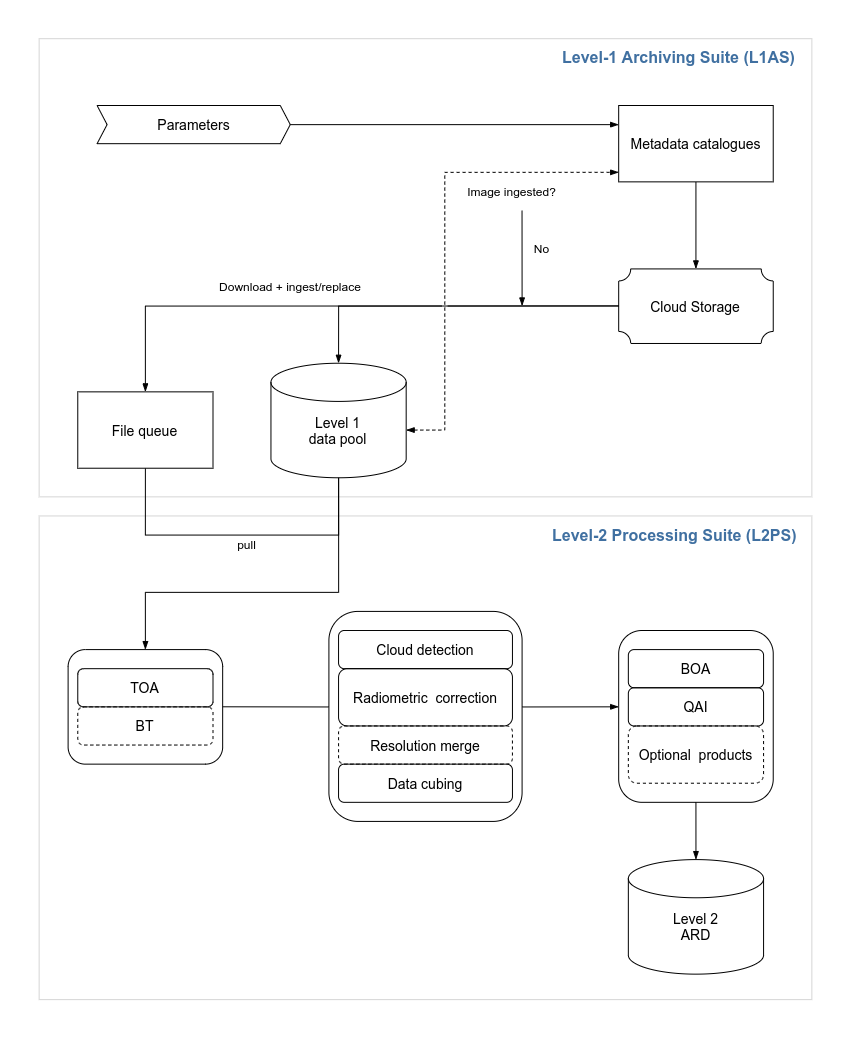 Level-1 Archiving Suite (L1AS)
Parameters
Metadata catalogues
Image ingested?
No
Download + ingest/replace
Cloud Storage
File queue
Level 1
data pool
Level-2 Processing Suite (L2PS)
pull
TOA
BT
Cloud detection
Radiometric correction
Resolution merge
Data cubing
BOA
QAI
Optional products
Level 2
ARD